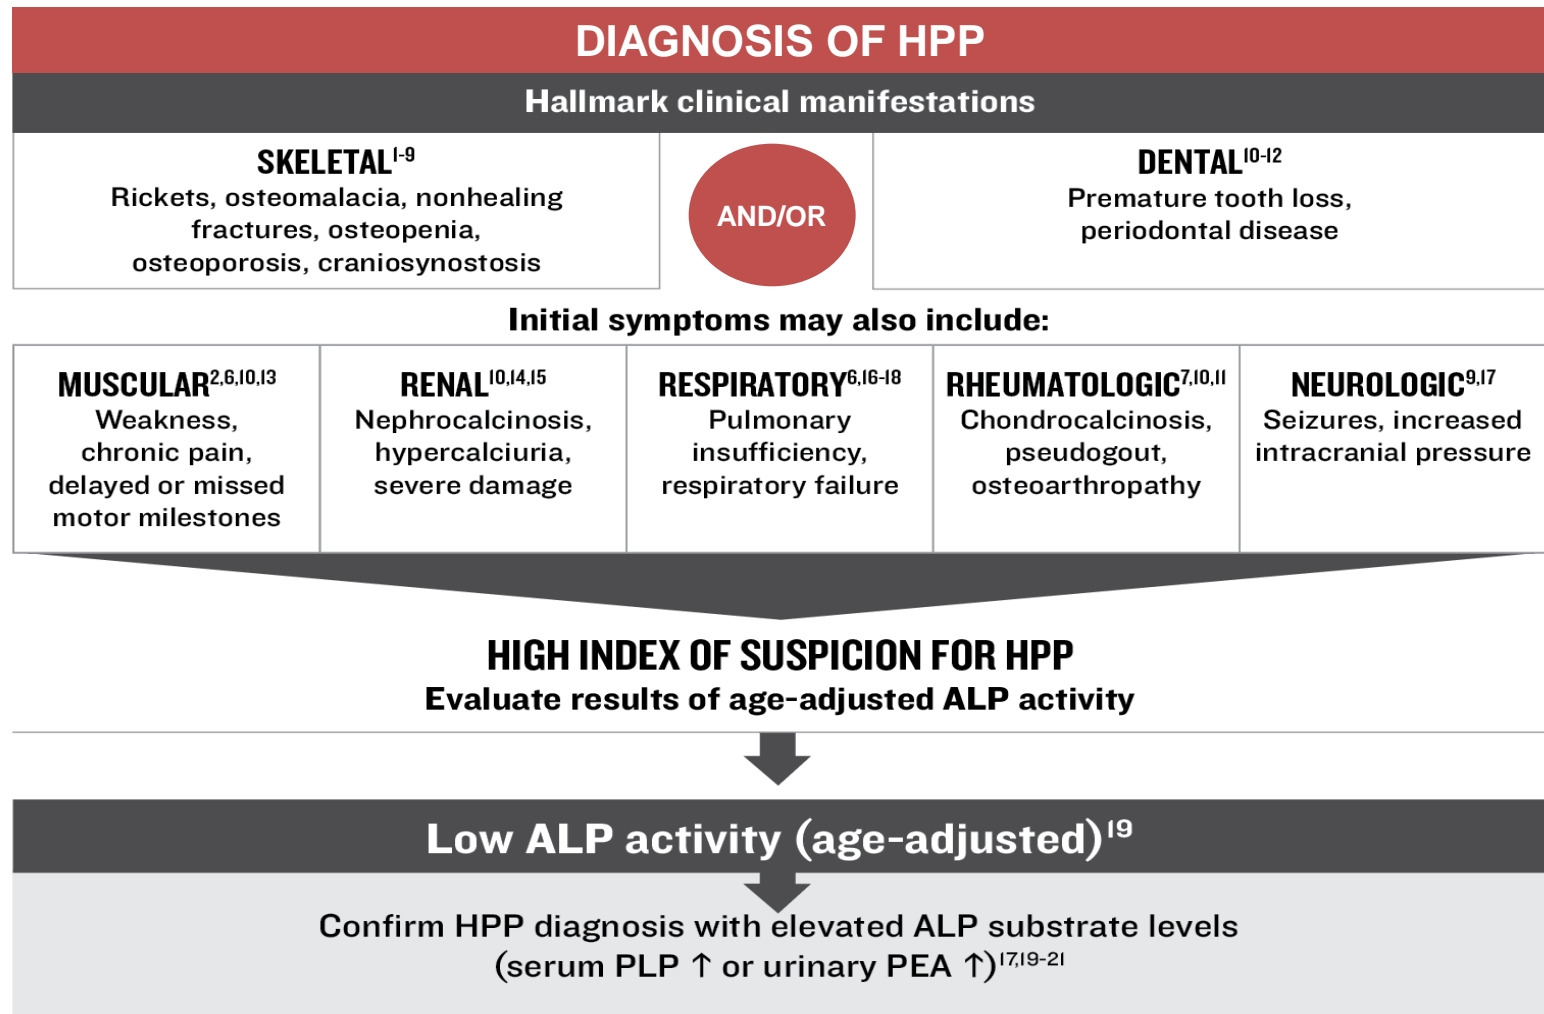 DIAGNOSIS OF HPP
Hallmark clinical manifestations
SKELETAL1-9
Rickets, osteomalacia, nonhealing
fractures, osteopenia,
osteoporosis, craniosynostosis
AND/OR
DENTAL10-12
Premature tooth loss,
periodontal disease
Initial symptoms may also include:
MUSCULAR2,6,10,13
Weakness,
chronic pain,
delayed or missed
motor milestones
RENAL10,14,15
Nephrocalcinosis,
hypercalciuria,
severe damage
RESPIRATORY6,16-18
Pulmonary
insufficiency,
respiratory failure
RHEUMATOLOGIC7,10,11
Chondrocalcinosis,
pseudogout,
osteoarthropathy
NEUROLOGIC9,17
Seizures, increased
intracranial pressure
HIGH INDEX OF SUSPICION FOR HPP
Evaluate results of age-adjusted ALP activity
Low ALP activity (age-adjusted)19
Confirm HPP diagnosis with elevated ALP substrate levels
(serum PLP ↑ or urinary PEA ↑)17,19-21